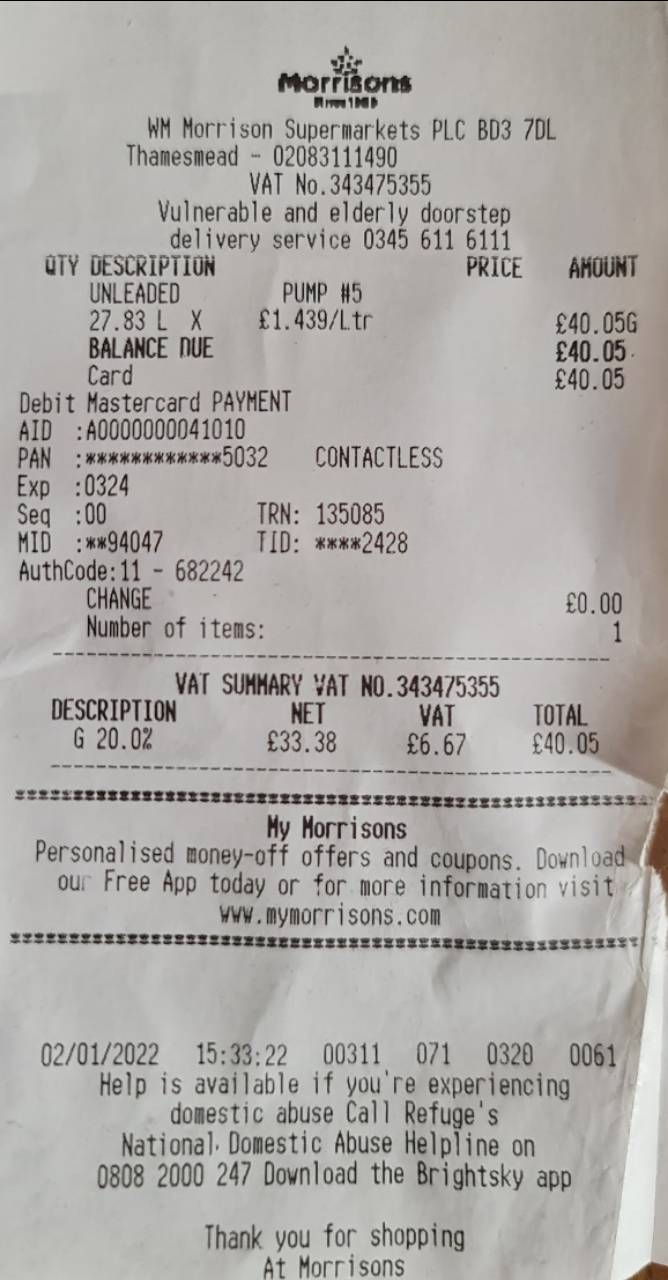 Morrisons
WM Morrison Supermarkets PLC BD3 7DL
Thamesmead - 02083111490
VAT No.343475355
Vulnerable and elderly doorstep
delivery service 0345 611 6111
QTY DESCRIPTION PRICE AMOUNT
UNLEADED PUMP #5
27.83 L X £1.439/Ltr £40.05G
BALANCE DUE £40.05
Card £40.05
Debit Mastercard PAYMENT
AID :A0000000041010
PAN :************5032 CONTACTLESS
Exp :0324
Seq :00 TRN: 135085
MID :**94047 TID: ****2428
AuthCode:11 - 682242
CHANGE £0.00
Number of items: 1
VAT SUMMARY VAT NO.343475355
DESCRIPTION NET VAT TOTAL
G 20.0% £33.38 £6.67 £40.05
My Morrisons
Personalised money-off offers and coupons. Download
our Free App today or for more information visit
www.mymorrisons.com
02/01/2022 15:33:22 00311 071 0320 0061
Help is available if you're experiencing
domestic abuse Call Refuge's
National Domestic Abuse Helpline on
0808 2000 247 Download the Brightsky app
Thank you for shopping
At Morrisons